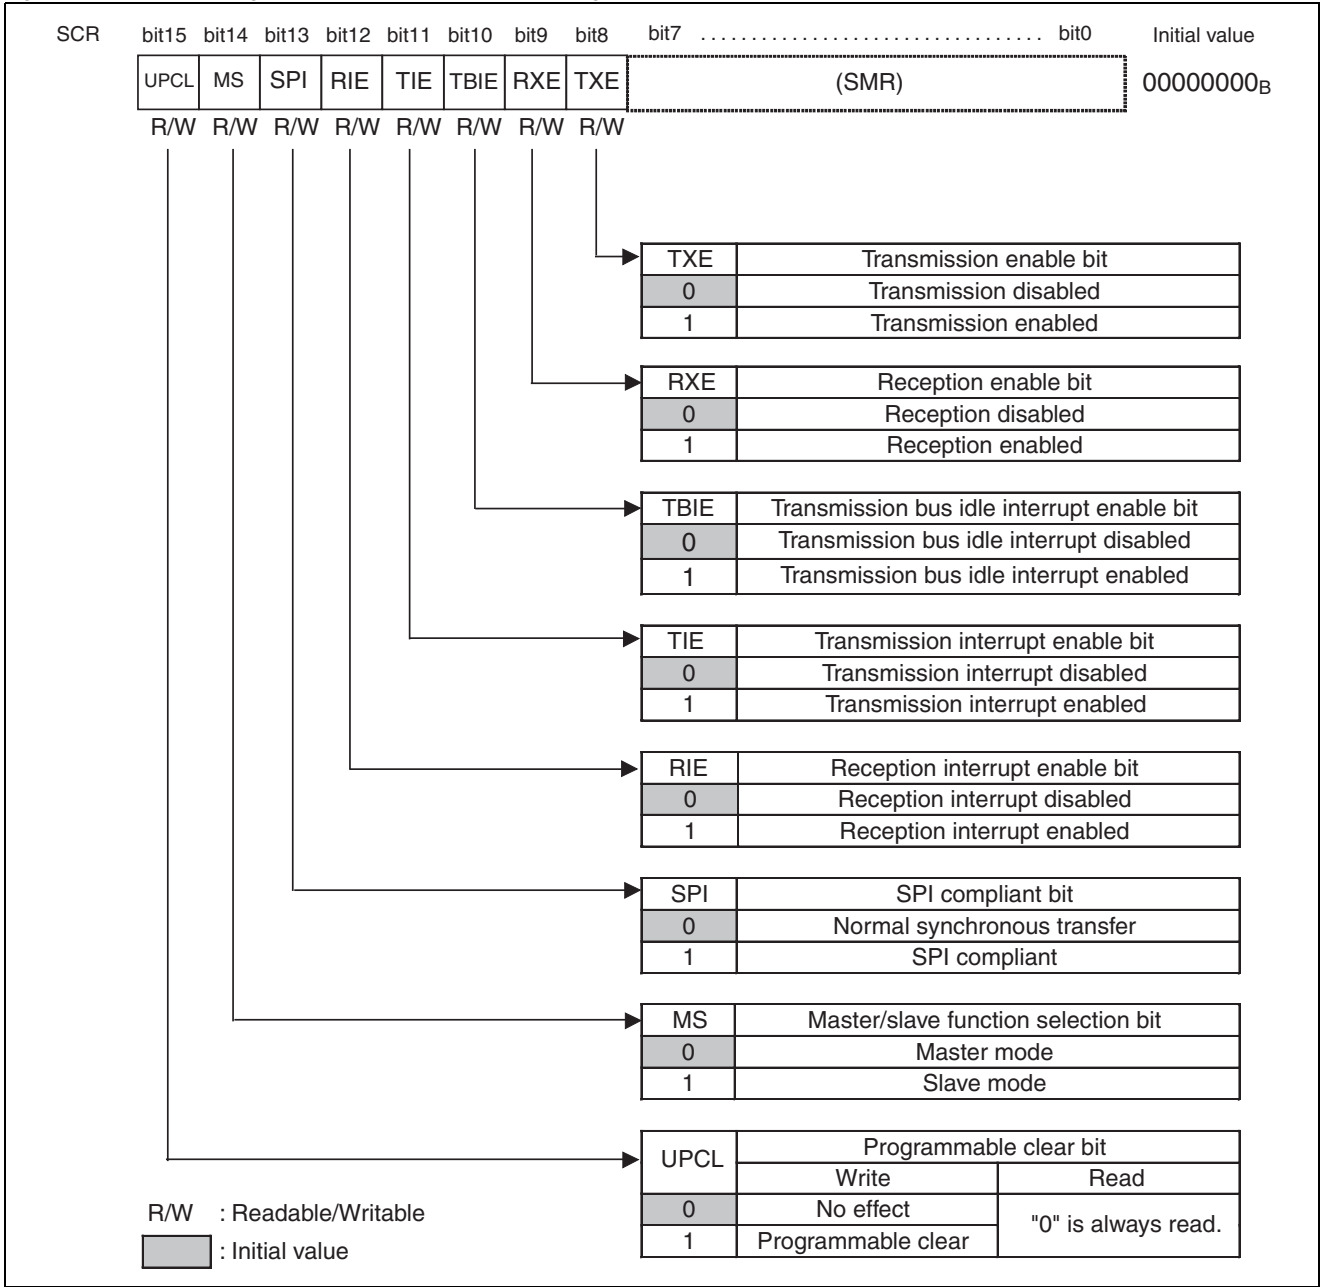 SCR bit15 bit14 bit13 bit12 bit11 bit10 bit9 bit8 bit7 .................................. bit0 Initial value
UPCL MS SPI RIE TIE TBIE RXE TXE (SMR) 00000000B
R/W R/W R/W R/W R/W R/W R/W R/W
TXE Transmission enable bit
0 Transmission disabled
1 Transmission enabled
RXE Reception enable bit
0 Reception disabled
1 Reception enabled
TBIE Transmission bus idle interrupt enable bit
0 Transmission bus idle interrupt disabled
1 Transmission bus idle interrupt enabled
TIE Transmission interrupt enable bit
0 Transmission interrupt disabled
1 Transmission interrupt enabled
RIE Reception interrupt enable bit
0 Reception interrupt disabled
1 Reception interrupt enabled
SPI SPI compliant bit
0 Normal synchronous transfer
1 SPI compliant
MS Master/slave function selection bit
0 Master mode
1 Slave mode
UPCL Programmable clear bit
Write Read
0 No effect "0" is always read.
1 Programmable clear
R/W : Readable/Writable
: Initial value